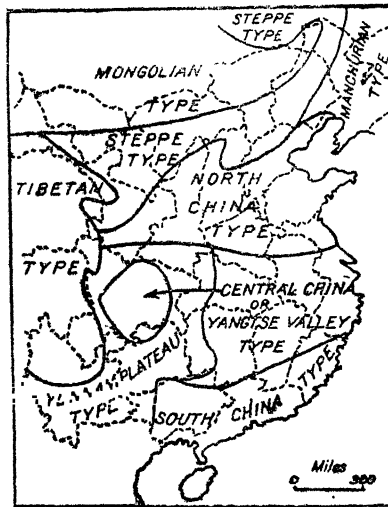 STEPPE
TYPE
MONGOLIAN
TYPE
MANCHURIAN
TYPE
STEPPE
TYPE
TIBETAN
TYPE
NORTH
CHINA
TYPE
CENTRAL CHINA
OR
YANGTSE VALLEY
TYPE
PLATEAU
TYPE
SOUTH CHINA TYPE
Miles
0 300